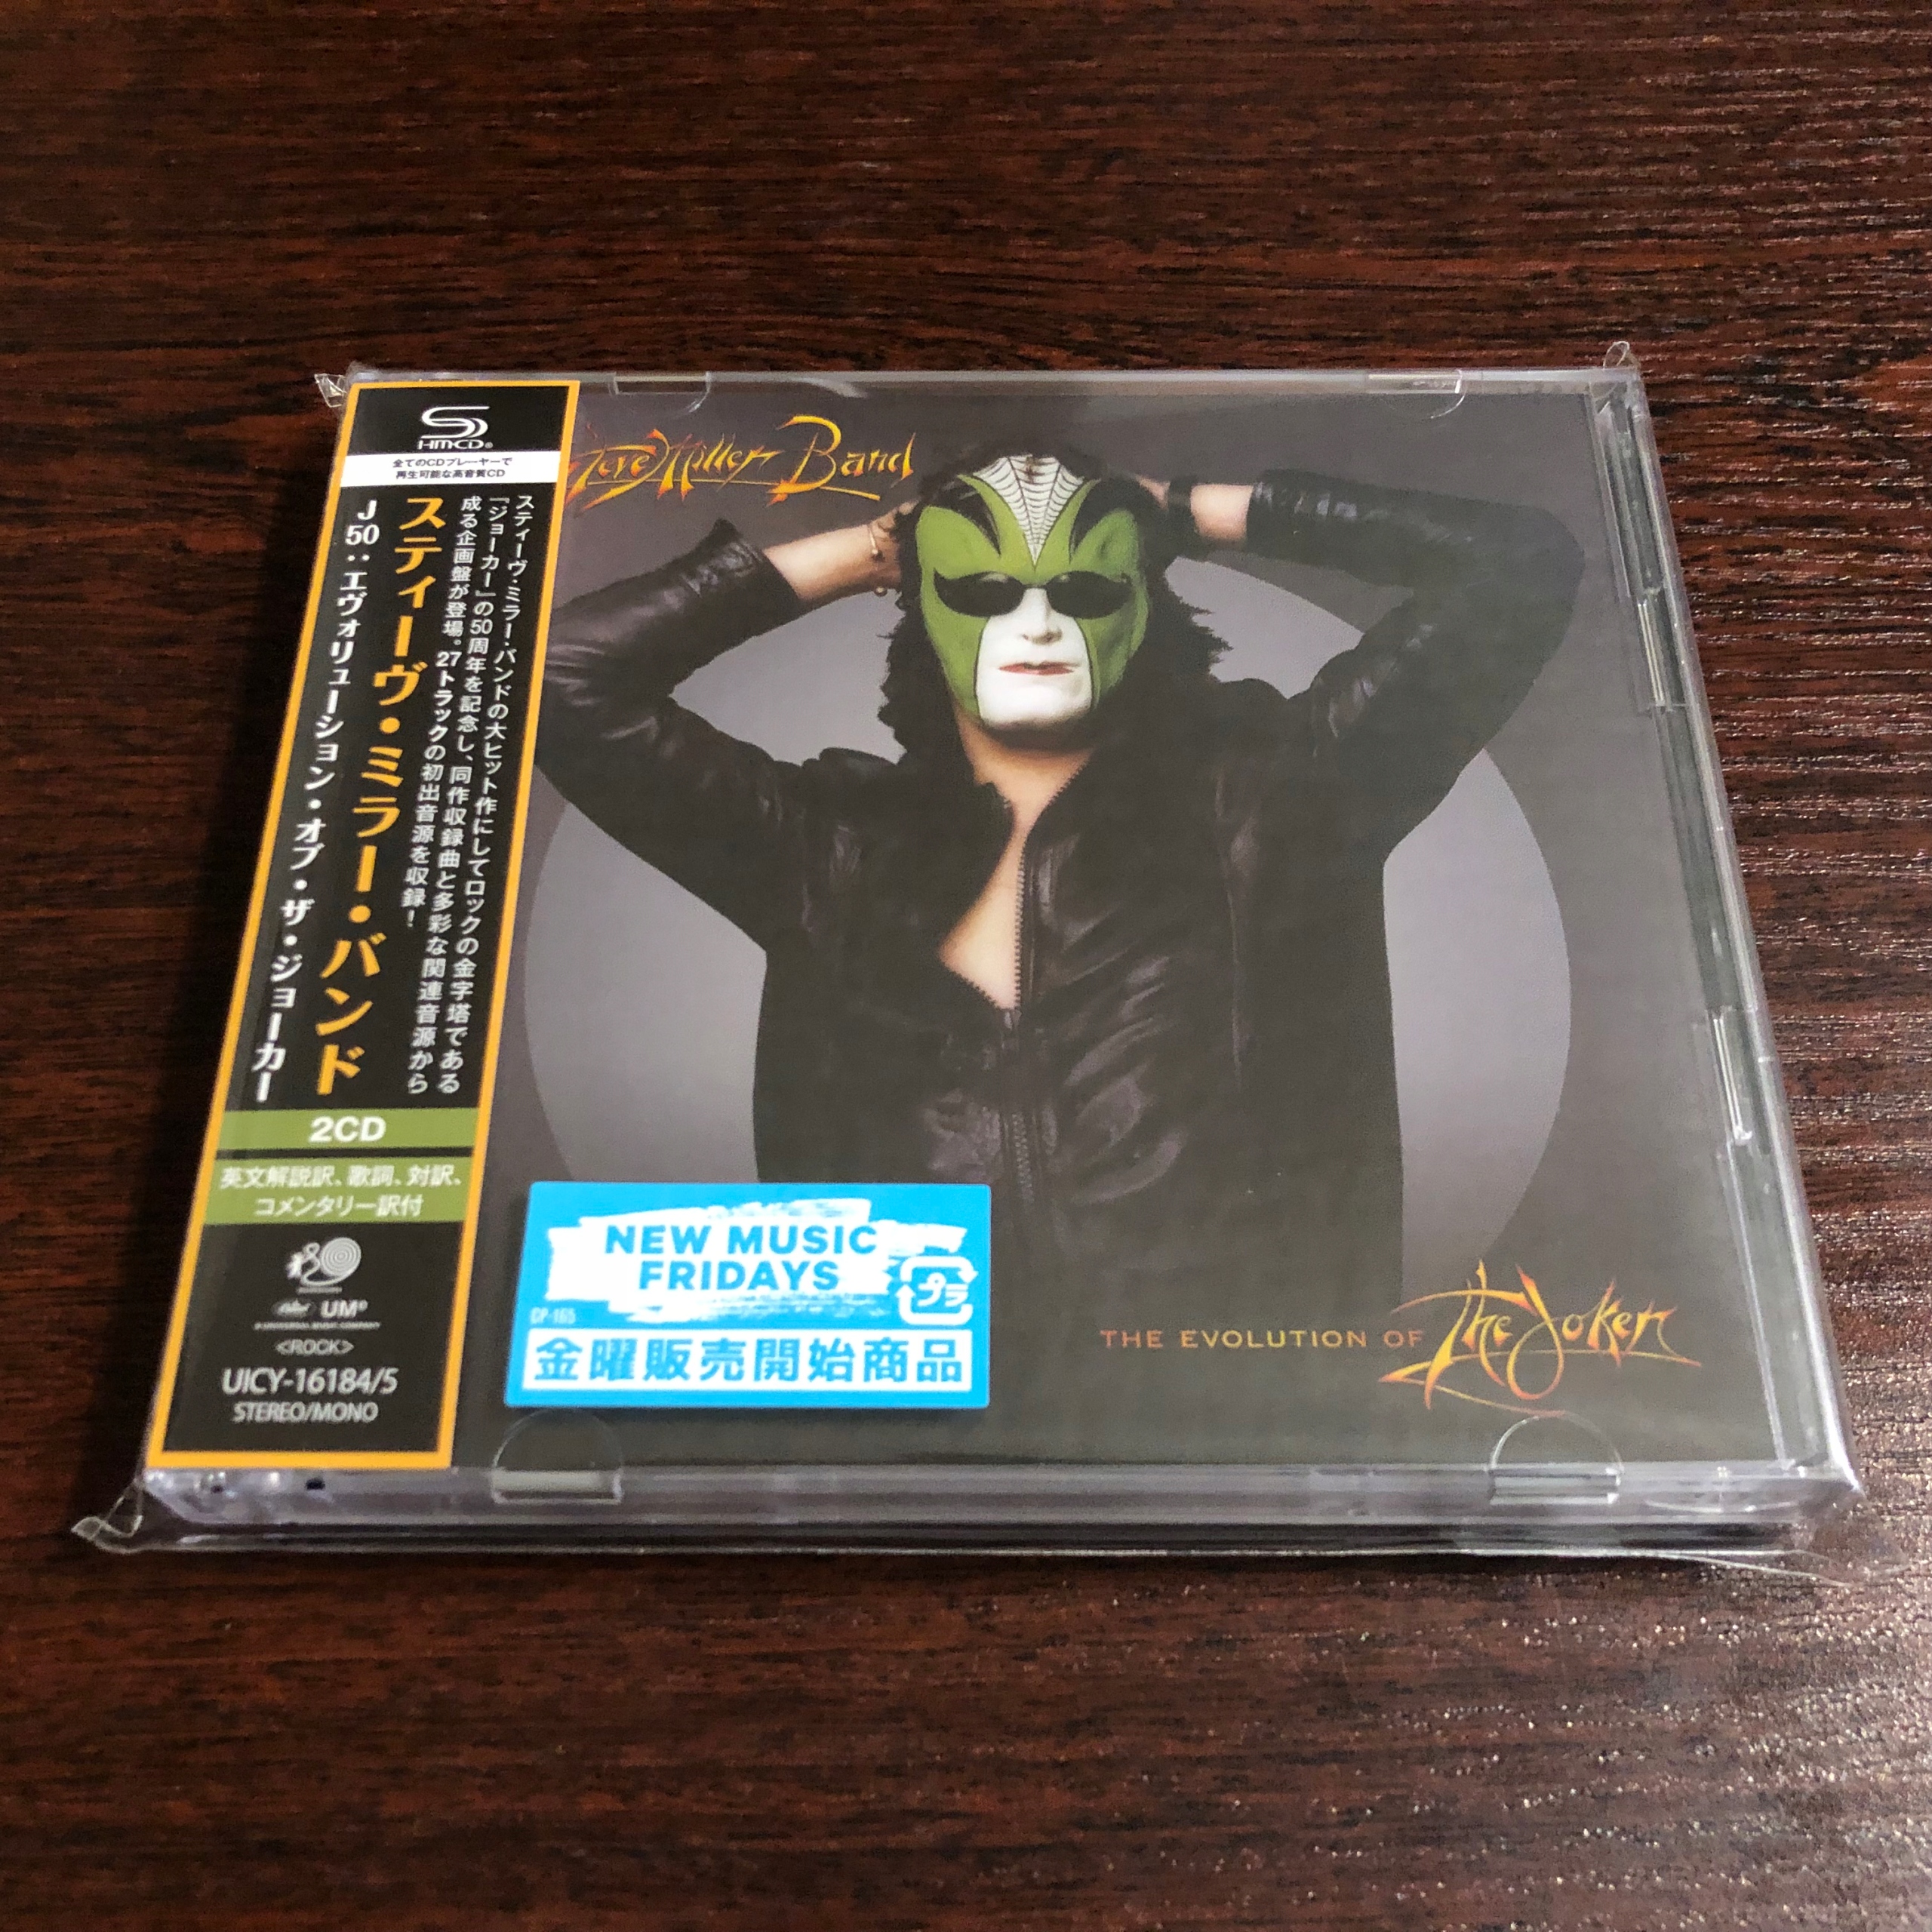 SHM-CD®
全てのCDプレーヤーで
再生可能な高音質CD
スティーヴ・ミラー・バンドの大ヒット作にしてロックの金字塔である
「ジョーカー」の50周年を記念し、同作収録曲と多彩な関連音源から
成る企画盤が登場。27トラックの初出音源を収録!
スティーヴ・ミラー・バンド
J50:エヴォリューション・オブ・ザ・ジョーカー
2CD
英文解説訳、歌詞、対訳、
コメンタリー訳付
UMe
A UNIVERSAL MUSIC COMPANY
<ROCK>
UICY-16184/5
STEREO/MONO
Steve Miller Band
NEW MUSIC
FRIDAYS
プラ
CP-165
金曜販売開始商品
THE EVOLUTION OF The Joker